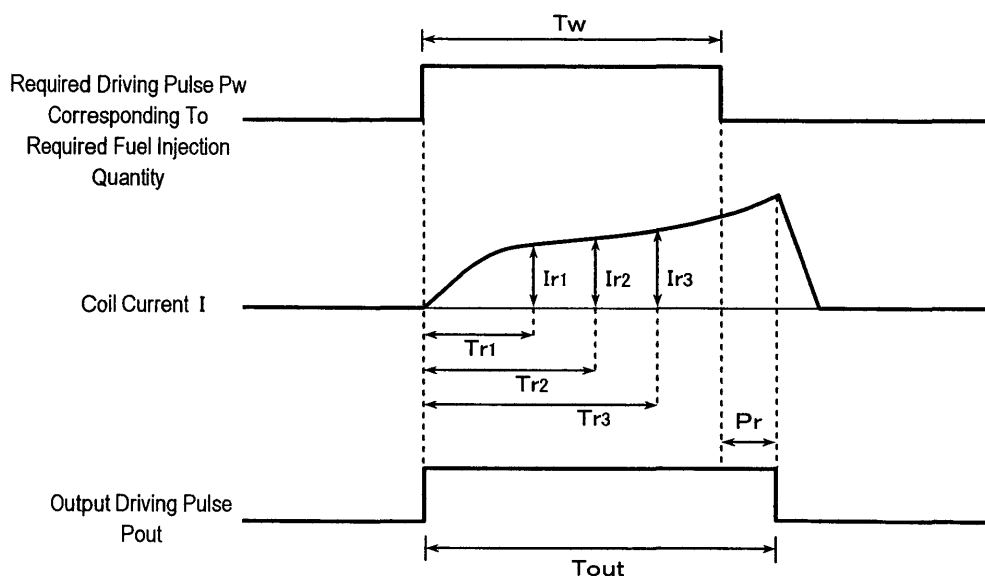 Tw
Required Driving Pulse Pw
Corresponding To
Required Fuel Injection
Quantity
Ir1
Ir2
Ir3
Coil Current I
Tr1
Tr2
Tr3
Pr
Output Driving Pulse
Pout
Tout